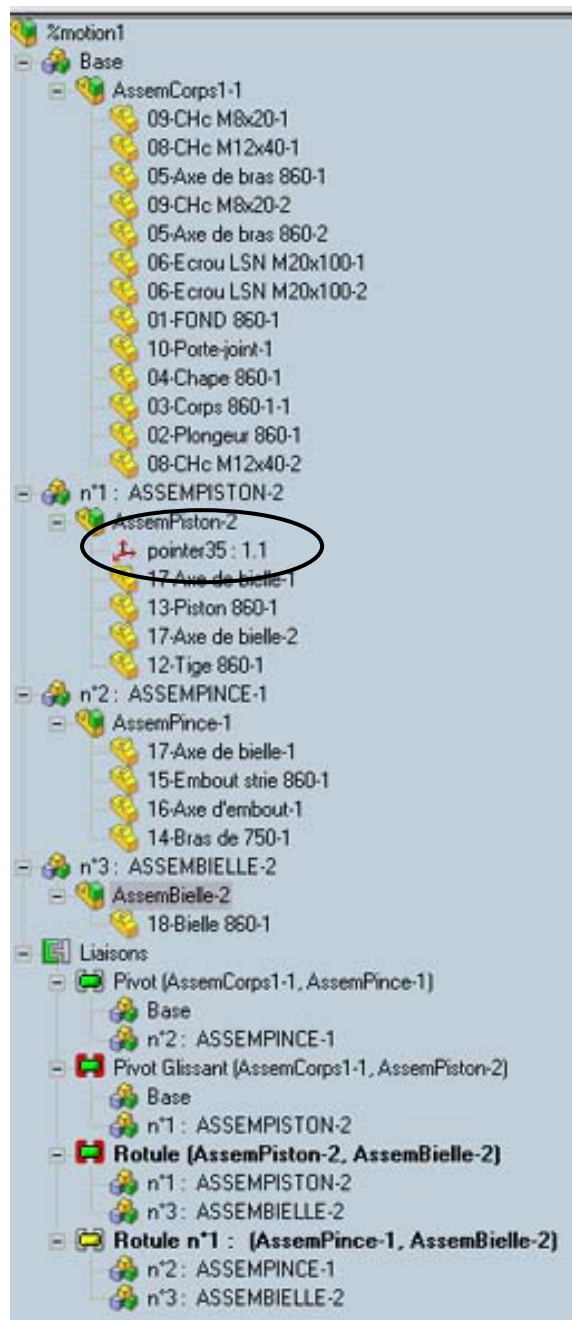 %motion1
Base
AssemCorps1-1
09-CHc M8x20-1
08-CHc M12x40-1
05-Axe de bras 860-1
09-CHc M8x20-2
05-Axe de bras 860-2
06-Ecrou LSN M20x100-1
06-Ecrou LSN M20x100-2
01-FOND 860-1
10-Porte-joint-1
04-Chape 860-1
03-Corps 860-1-1
02-Plongeur 860-1
08-CHc M12x40-2
n°1 : ASSEMPISTON-2
AssemPiston-2
pointer35 : 1.1
17-Axe de bielle-1
13-Piston 860-1
17-Axe de bielle-2
12-Tige 860-1
n°2 : ASSEMPINCE-1
AssemPince-1
17-Axe de bielle-1
15-Embout strie 860-1
16-Axe d'embout-1
14-Bras de 750-1
n°3 : ASSEMBIELLE-2
AssemBielle-2
18-Bielle 860-1
Liaisons
Pivot (AssemCorps1-1, AssemPince-1)
Base
n°2 : ASSEMPINCE-1
Pivot Glissant (AssemCorps1-1, AssemPiston-2)
Base
n°1 : ASSEMPISTON-2
Rotule (AssemPiston-2, AssemBielle-2)
n°1 : ASSEMPISTON-2
n°3 : ASSEMBIELLE-2
Rotule n°1 : (AssemPince-1, AssemBielle-2)
n°2 : ASSEMPINCE-1
n°3 : ASSEMBIELLE-2